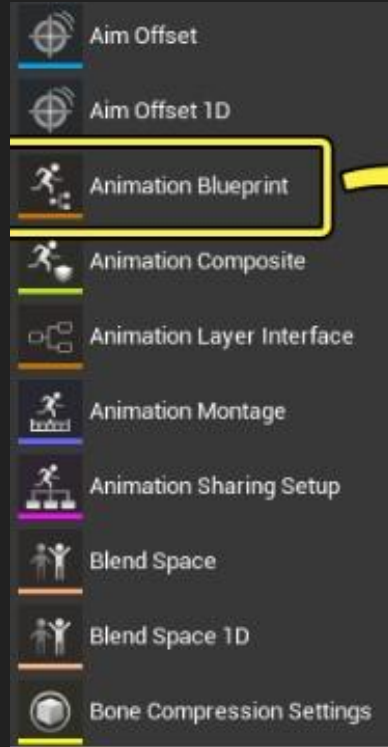 Aim Offset
Aim Offset 1D
Animation Blueprint
Animation Composite
Animation Layer Interface
Animation Montage
Animation Sharing Setup
Blend Space
Blend Space 1D
Bone Compression Settings